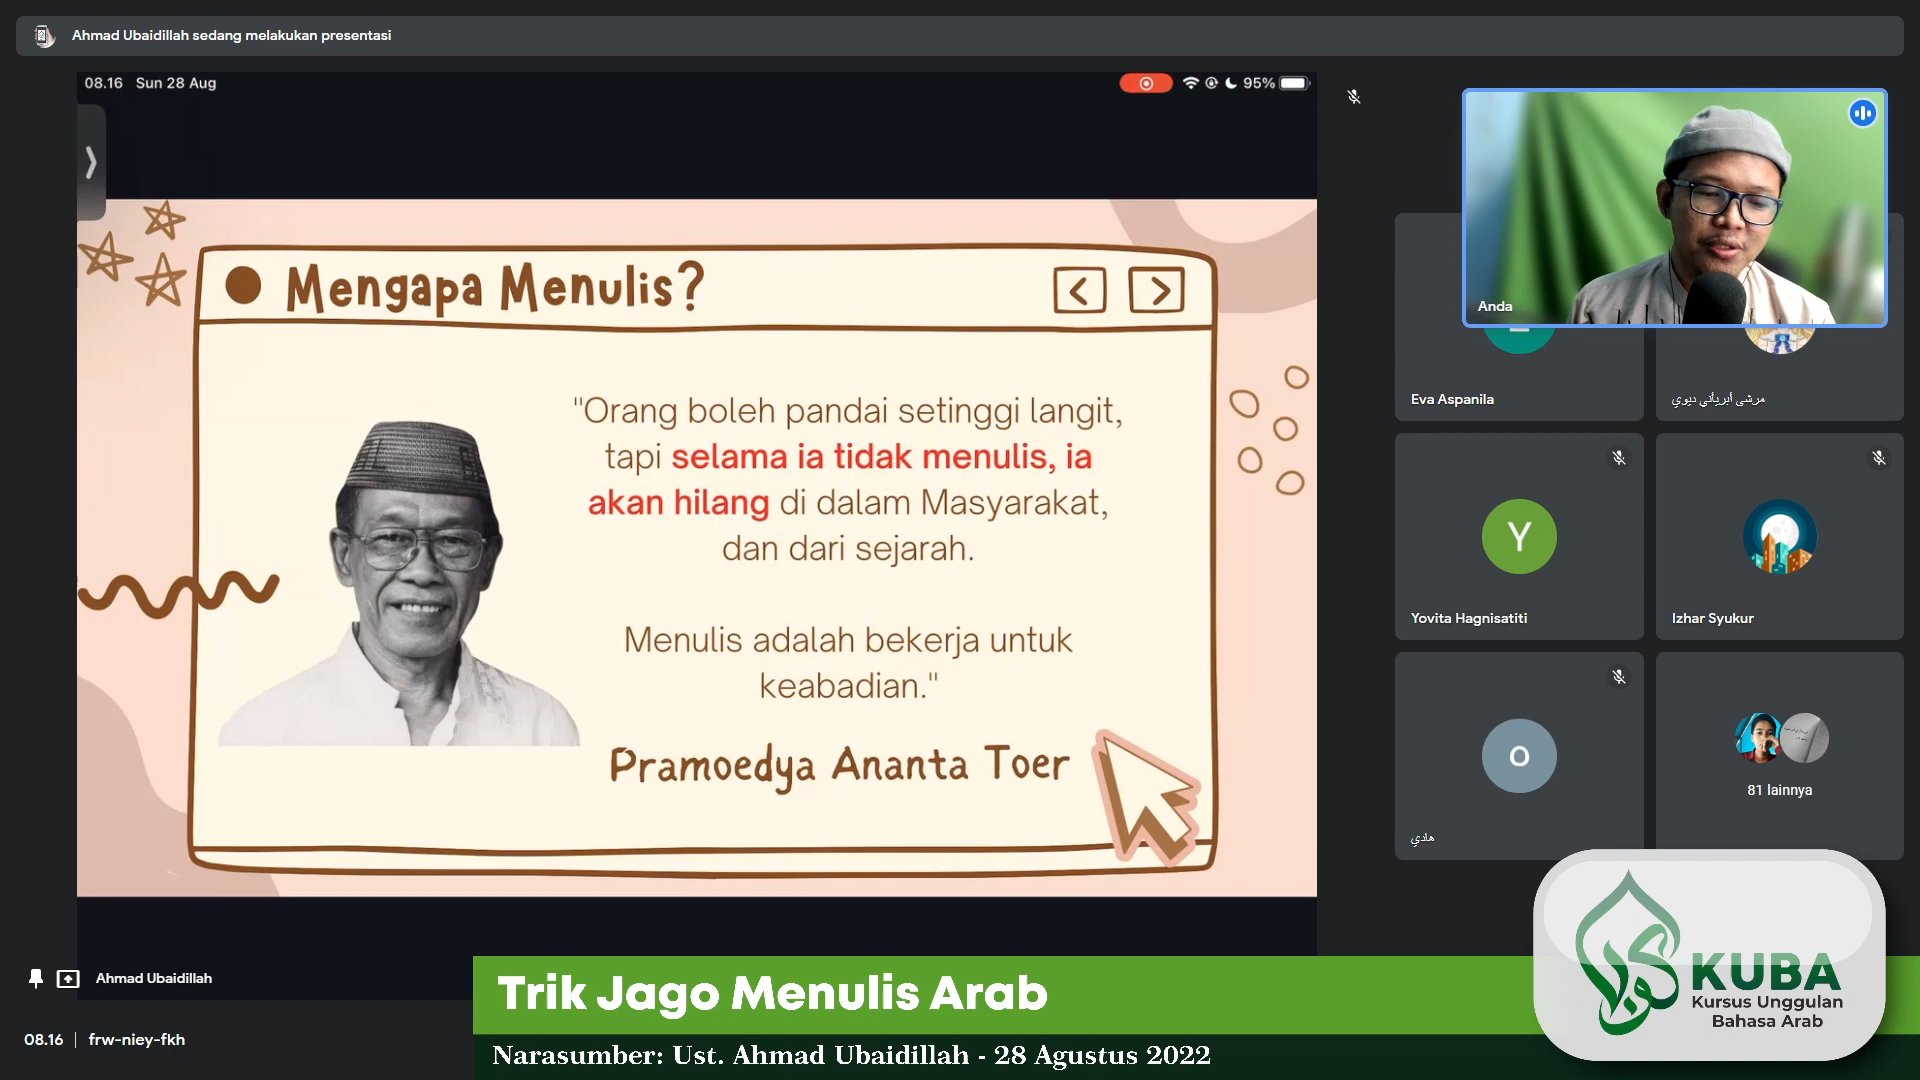 Ahmad Ubaidillah sedang melakukan presentasi
08.16 Sun 28 Aug
95%
Mengapa Menulis?
"Orang boleh pandai setinggi langit,
tapi selama ia tidak menulis, ia
akan hilang di dalam Masyarakat,
dan dari sejarah.
Menulis adalah bekerja untuk
keabadian."
Pramoedya Ananta Toer
Anda
Eva Aspanila
مرشى أبرياني ديوي
Y
Yovita Hagnisatiti
Izhar Syukur
o
هادي
81 lainnya
Ahmad Ubaidillah
08.16 | frw-niey-fkh
Trik Jago Menulis Arab
Narasumber: Ust. Ahmad Ubaidillah - 28 Agustus 2022
KUBA
Kursus Unggulan
Bahasa Arab